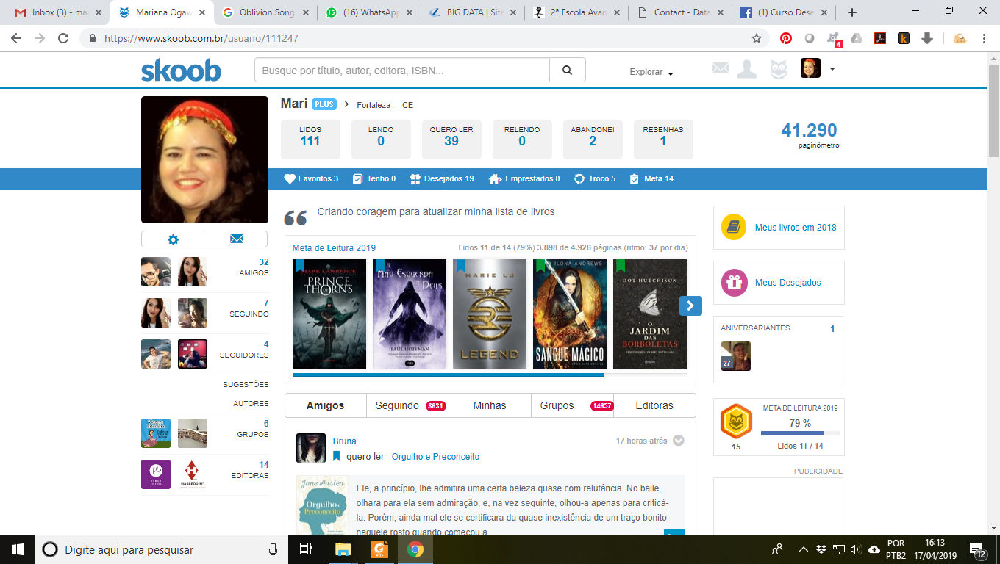 Inbox (3) - ma
Mariana Ogaw
Oblivion Song
(16) WhatsApp
BIG DATA | Site
2ª Escola Avan
Contact - Data
(1) Curso Dese
https://www.skoob.com.br/usuario/111247
4
skoob
Busque por título, autor, editora, ISBN...
Explorar
Mari PLUS > Fortaleza - CE
LIDOS
111
LENDO
0
QUERO LER
39
RELENDO
0
ABANDONEI
2
RESENHAS
1
41.290
paginômetro
Favoritos 3
Tenho 0
Desejados 19
Emprestados 0
Troco 5
Meta 14
Criando coragem para atualizar minha lista de livros
32
AMIGOS
7
SEGUINDO
4
SEGUIDORES
SUGESTÕES
AUTORES
6
GRUPOS
14
EDITORAS
HARLEQUIN
Meta de Leitura 2019
Lidos 11 de 14 (79%) 3.898 de 4.926 páginas (ritmo: 37 por dia)
MARK LAWRENCE
PRINCE
OF
THORNS
A
MÃO ESQUERDA
DE
DEUS
PAUL HOFFMAN
MARIE LU
LEGEND
ILONA ANDREWS
SANGUE MÁGICO
DOT HUTCHISON
O
JARDIM
DAS
BORBOLETAS
Meus livros em 2018
Meus Desejados
ANIVERSARIANTES
1
27
META DE LEITURA 2019
79 %
15
Lidos 11 / 14
PUBLICIDADE
Amigos
Seguindo 8631
Minhas
Grupos 14657
Editoras
Bruna
17 horas atrás
quero ler Orgulho e Preconceito
Jane Austen
Orgulho e
Preconceito
Ele, a princípio, lhe admitira uma certa beleza quase com relutância. No baile,
olhara para ela sem admiração, e, na vez seguinte, olhou-a apenas para criticá-
la. Porém, ainda mal ele se certificara da quase inexistência de um traço bonito
naquele rosto quando começou a
Digite aqui para pesquisar
PDF
POR
PTB2
16:13
17/04/2019
12